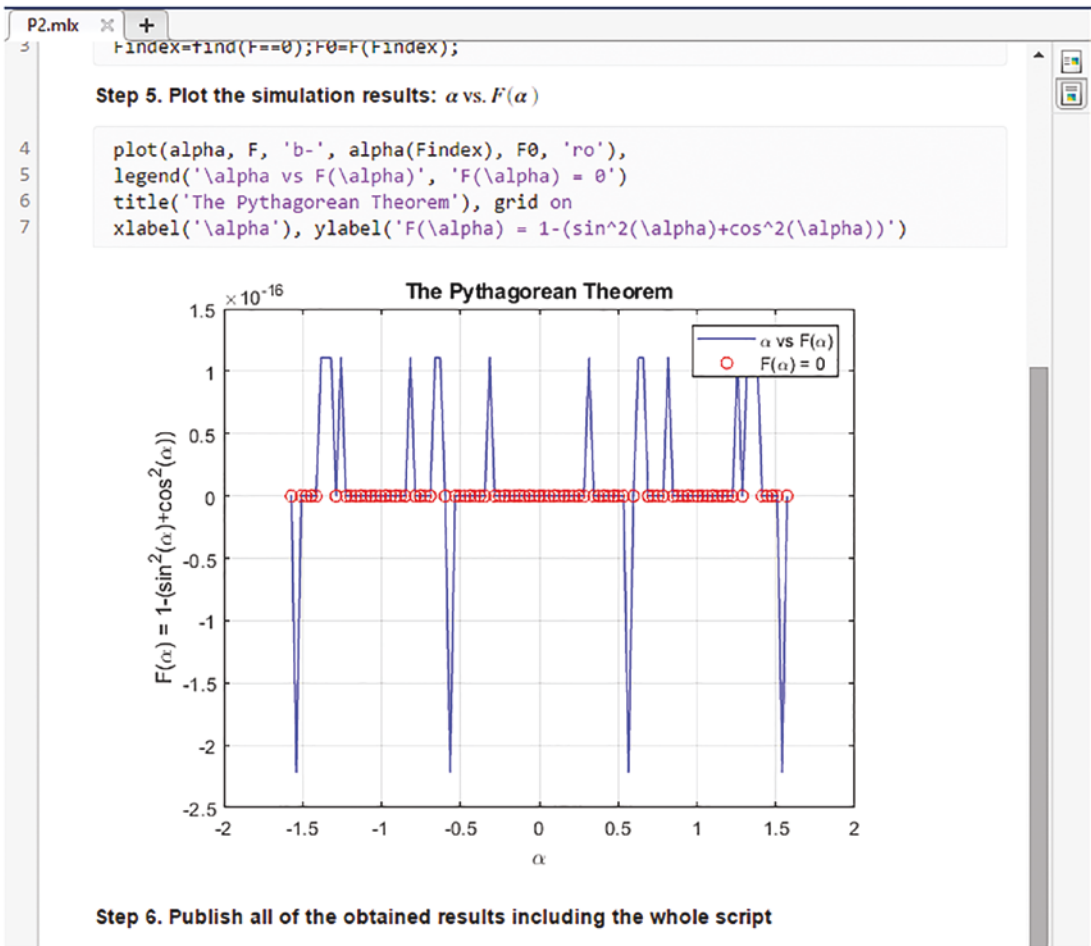 P2.mlx
+
3 Findex=find(F==0);F0=F(Findex);
Step 5. Plot the simulation results: α vs. F(α)
4 plot(alpha, F, 'b-', alpha(Findex), F0, 'ro'),
5 legend('\alpha vs F(\alpha)', 'F(\alpha) = 0')
6 title('The Pythagorean Theorem'), grid on
7 xlabel('\alpha'), ylabel('F(\alpha) = 1-(sin^2(\alpha)+cos^2(\alpha))')
The Pythagorean Theorem
×10-16
α vs F(α)
F(α) = 0
1.5
1
0.5
0
-0.5
-1
-1.5
-2
-2.5
F(α) = 1-(sin2(α)+cos2(α))
-2 -1.5 -1 -0.5 0 0.5 1 1.5 2
α
Step 6. Publish all of the obtained results including the whole script